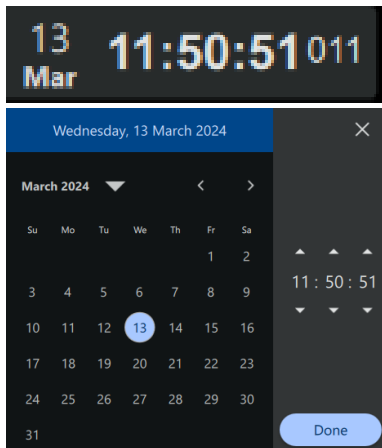 13
Mar
11:50:51 011
Wednesday, 13 March 2024
March 2024
Su Mo Tu We Th Fr Sa
1 2
3 4 5 6 7 8 9
10 11 12 13 14 15 16
17 18 19 20 21 22 23
24 25 26 27 28 29 30
31
11 : 50 : 51
Done